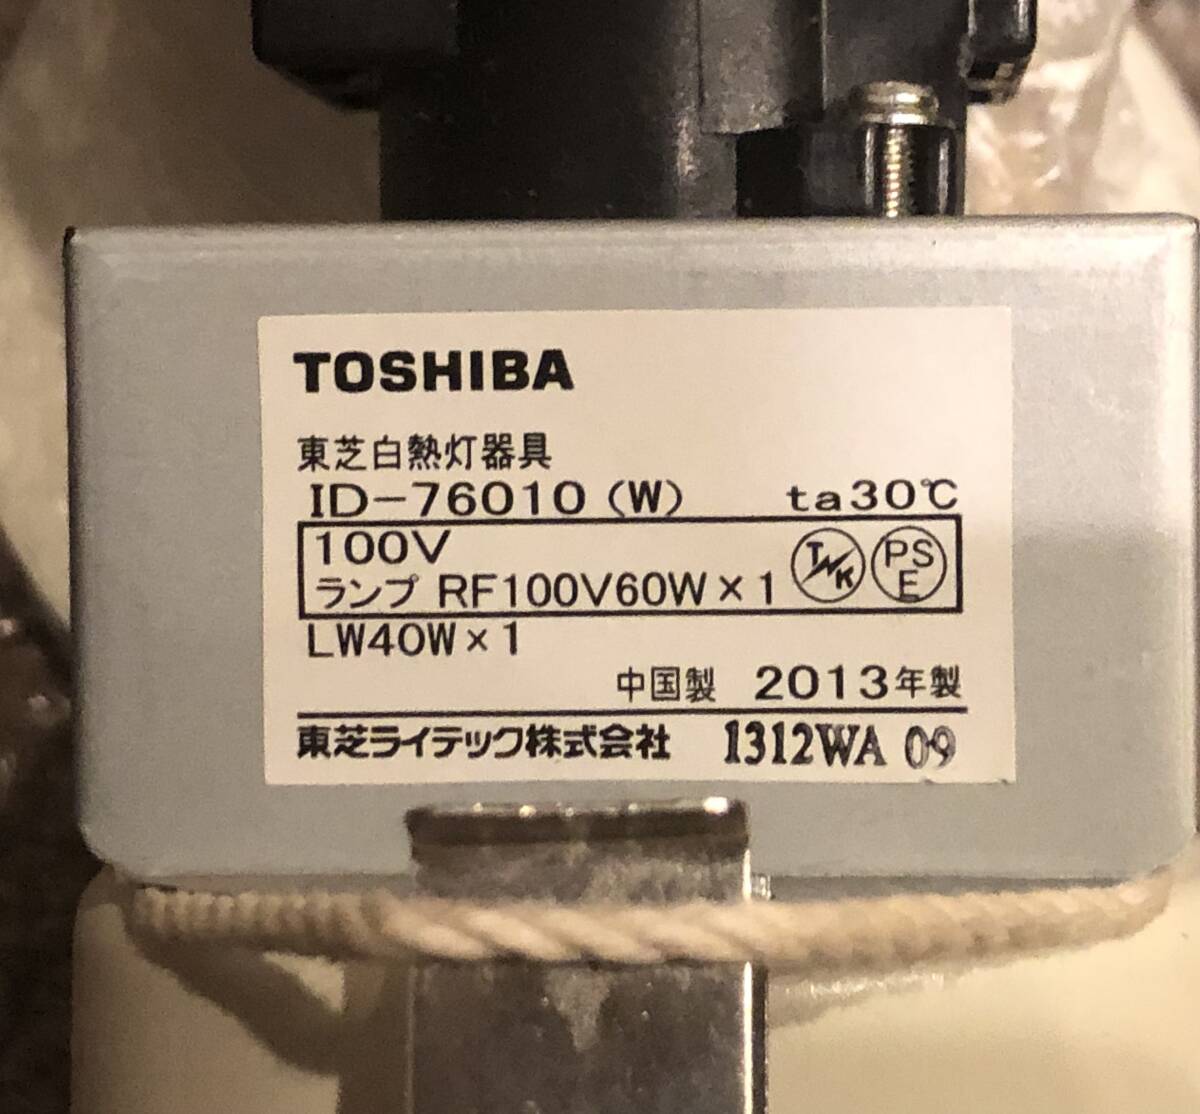 TOSHIBA
東芝白熱灯器具
ID-76010(W) ta30℃
100V
ランプ RF100V60W×1
TNK
PS
E
LW40W×1
中国製 2013年製
東芝ライテック株式会社 1312WA 09